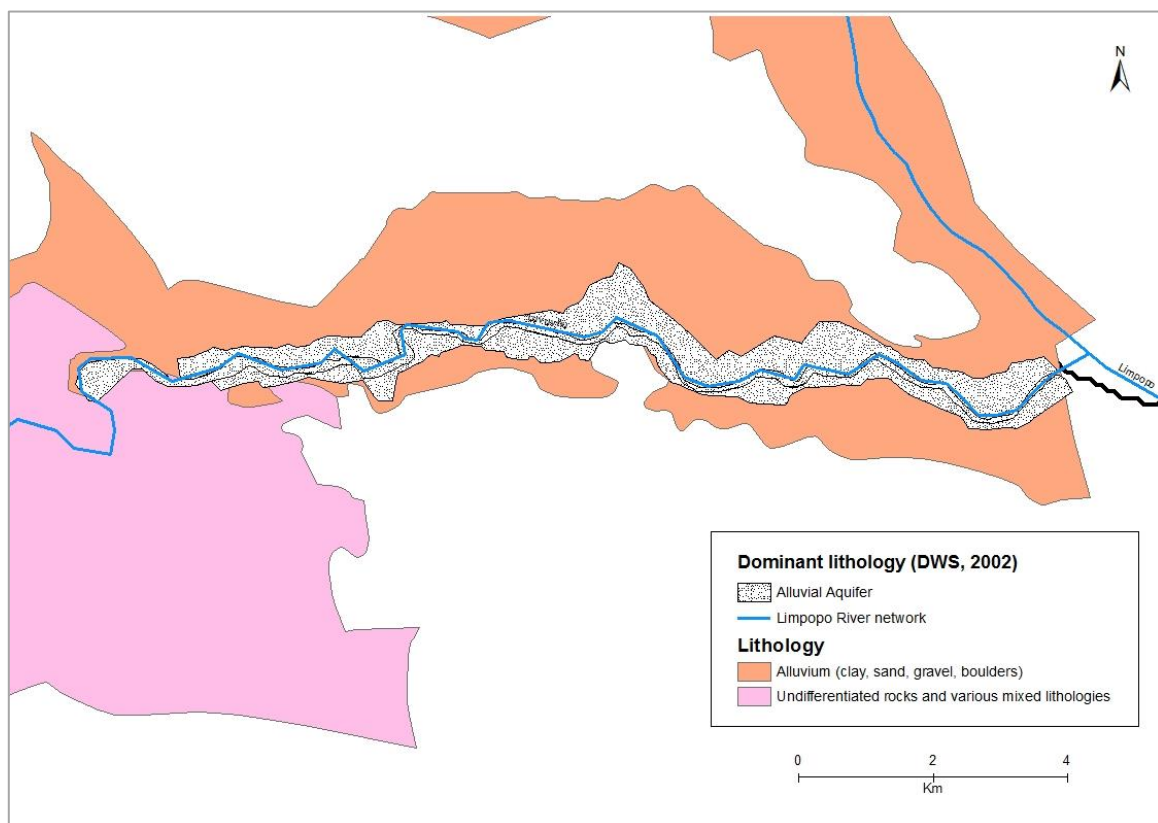 N
Limpopo
Dominant lithology (DWS, 2002)
Alluvial Aquifer
Limpopo River network
Lithology
Alluvium (clay, sand, gravel, boulders)
Undifferentiated rocks and various mixed lithologies
0 2 4
Km